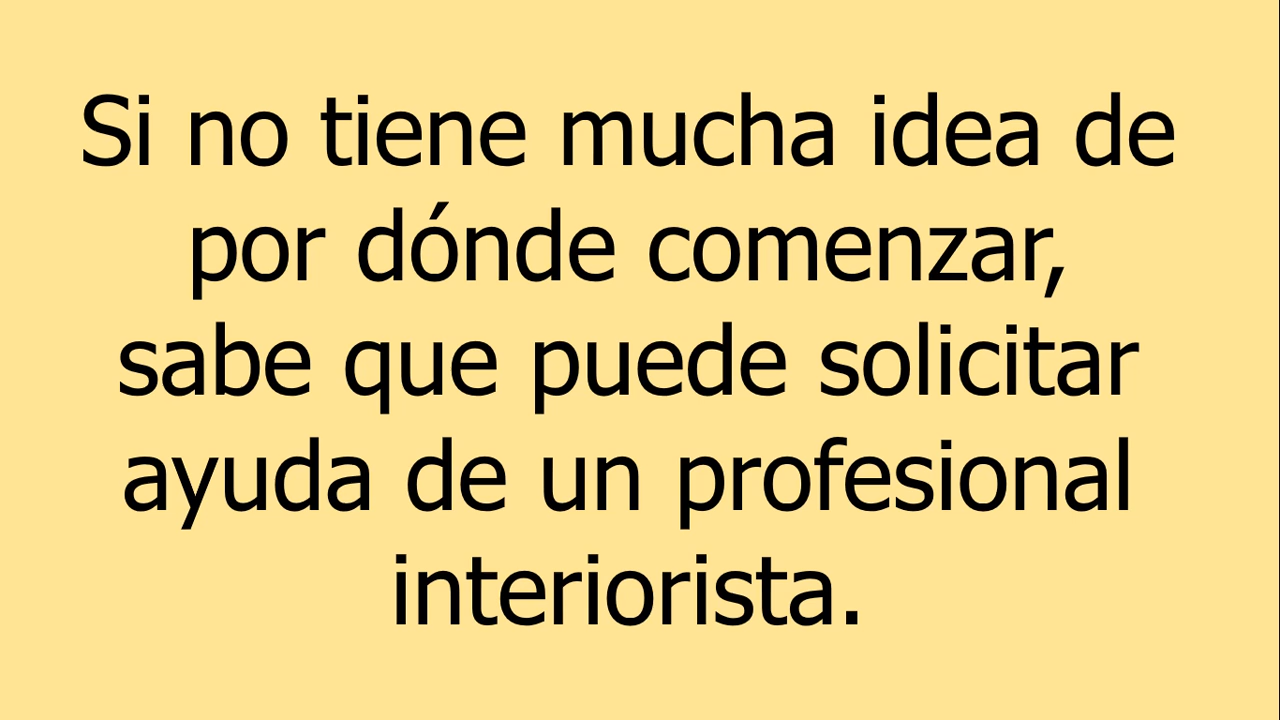 Si no tiene mucha idea de
por dónde comenzar,
sabe que puede solicitar
ayuda de un profesional
interiorista.